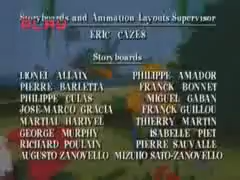 Storyboards and Animation Layouts Supervisor
PLAY
ERIC CAZES
Storyboards
LIONEL ALLAIX PHILIPPE AMADOR
PIERRE BARLETTA FRANCK BONNET
PHILIPPE CULAS MIGUEL GABAN
JOSE-MARCO GRACIA FRANCK GUILLOU
MARTIAL HARIVEL THIERRY MARTIN
GEORGE MURPHY ISABELLE PIET
RICHARD POULAIN PIERRE SAUVALLE
AUGUSTO ZANOVELLO MIZUHO SATO-ZANOVELLO